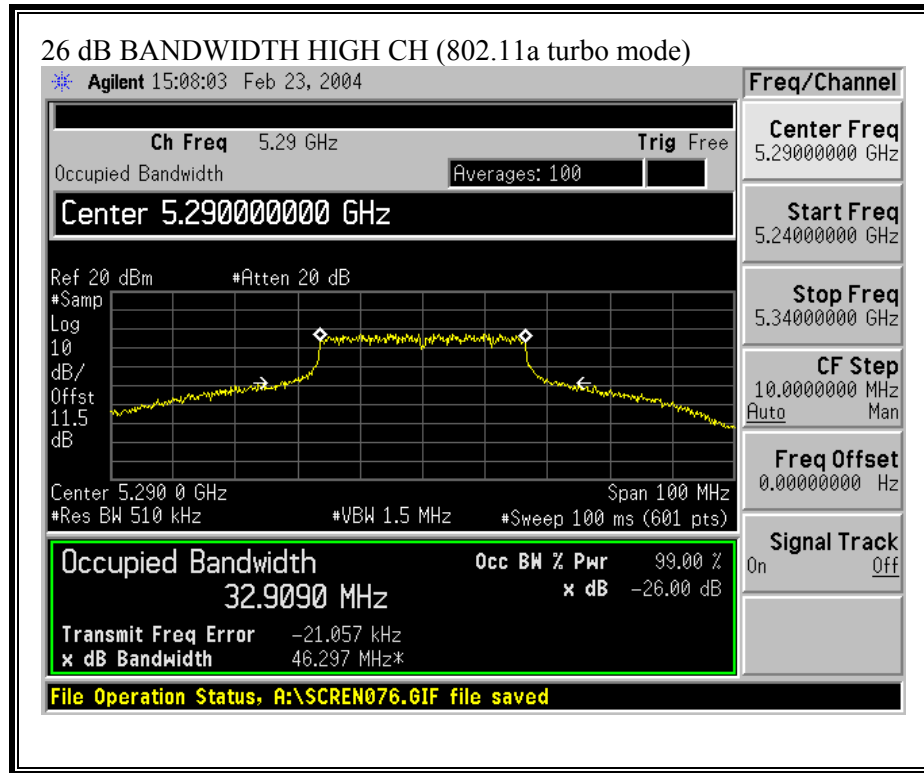 26 dB BANDWIDTH HIGH CH (802.11a turbo mode)
Agilent 15:08:03 Feb 23, 2004
Freq/Channel
Ch Freq 5.29 GHz Trig Free
Occupied Bandwidth Averages: 100
Center 5.290000000 GHz
Ref 20 dBm #Atten 20 dB
#Samp
Log
10
dB/
Offst
11.5
dB
Center 5.290 0 GHz Span 100 MHz
#Res BW 510 kHz #VBW 1.5 MHz #Sweep 100 ms (601 pts)
Occupied Bandwidth Occ BW % Pwr 99.00 %
32.9090 MHz x dB -26.00 dB
Transmit Freq Error -21.057 kHz
x dB Bandwidth 46.297 MHz*
File Operation Status, A:\SCREN076.GIF file saved
Center Freq
5.29000000 GHz
Start Freq
5.24000000 GHz
Stop Freq
5.34000000 GHz
CF Step
10.0000000 MHz
Auto Man
Freq Offset
0.00000000 Hz
Signal Track
On Off